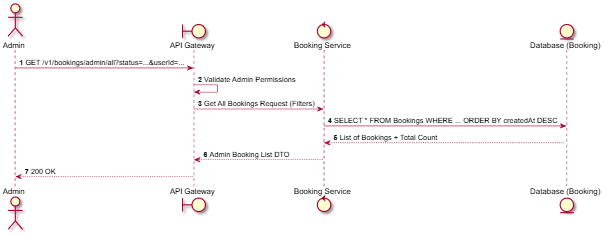 Admin API Gateway Booking Service Database (Booking)
1 GET /v1/bookings/admin/all?status=...&userId=...
2 Validate Admin Permissions
3 Get All Bookings Request (Filters)
4 SELECT * FROM Bookings WHERE ... ORDER BY createdAt DESC
5 List of Bookings + Total Count
6 Admin Booking List DTO
7 200 OK
Admin API Gateway Booking Service Database (Booking)